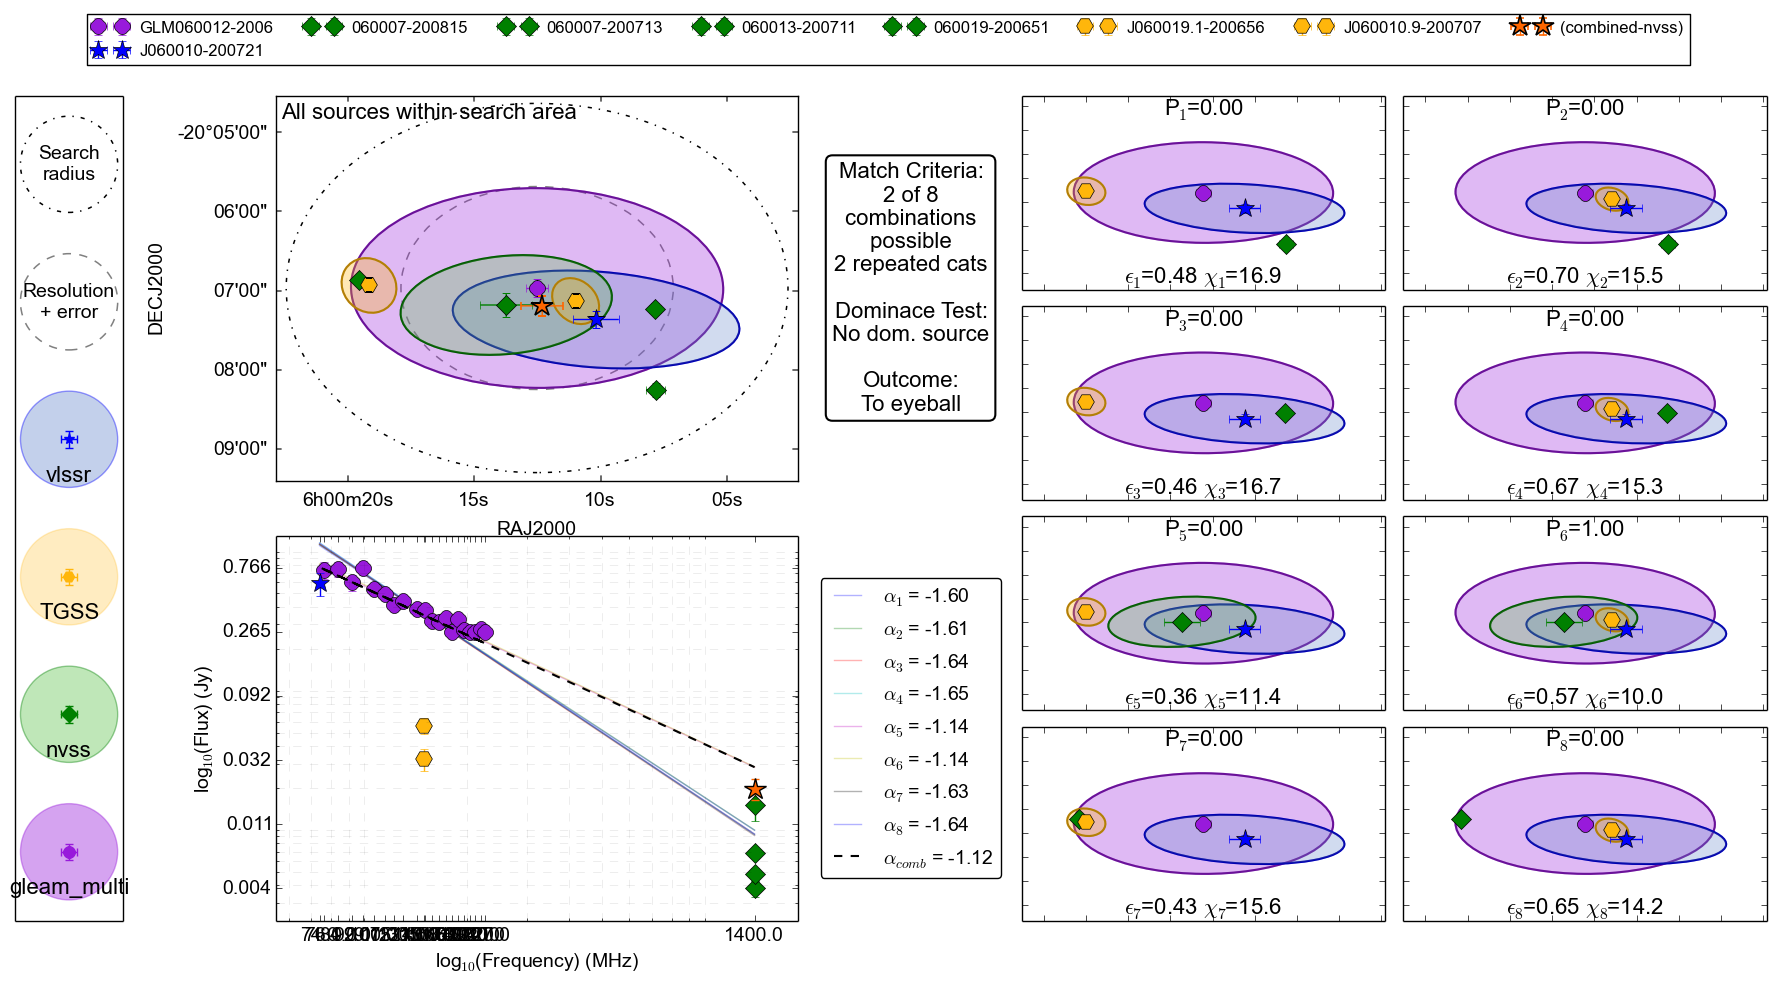 GLM060012-2006 060007-200815 060007-200713 060013-200711 060019-200651 J060019.1-200656 J060010.9-200707 (combined-nvss)
J060010-200721
Search
radius
Resolution
+ error
vlssr
TGSS
nvss
gleam_multi
All sources within search area
DECJ2000
-20°05'00"
06'00"
07'00"
08'00"
09'00"
6h00m20s 15s 10s 05s
RAJ2000
Match Criteria:
2 of 8
combinations
possible
2 repeated cats
Dominace Test:
No dom. source
Outcome:
To eyeball
log10(Flux) (Jy)
0.766
0.265
0.092
0.032
0.011
0.004
1400.0
log10(Frequency) (MHz)
α1 = -1.60
α2 = -1.61
α3 = -1.64
α4 = -1.65
α5 = -1.14
α6 = -1.14
α7 = -1.63
α8 = -1.64
αcomb = -1.12
P1=0.00
ϵ1=0.48 χ1=16.9
P2=0.00
ϵ2=0.70 χ2=15.5
P3=0.00
ϵ3=0.46 χ3=16.7
P4=0.00
ϵ4=0.67 χ4=15.3
P5=0.00
ϵ5=0.36 χ5=11.4
P6=1.00
ϵ6=0.57 χ6=10.0
P7=0.00
ϵ7=0.43 χ7=15.6
P8=0.00
ϵ8=0.65 χ8=14.2